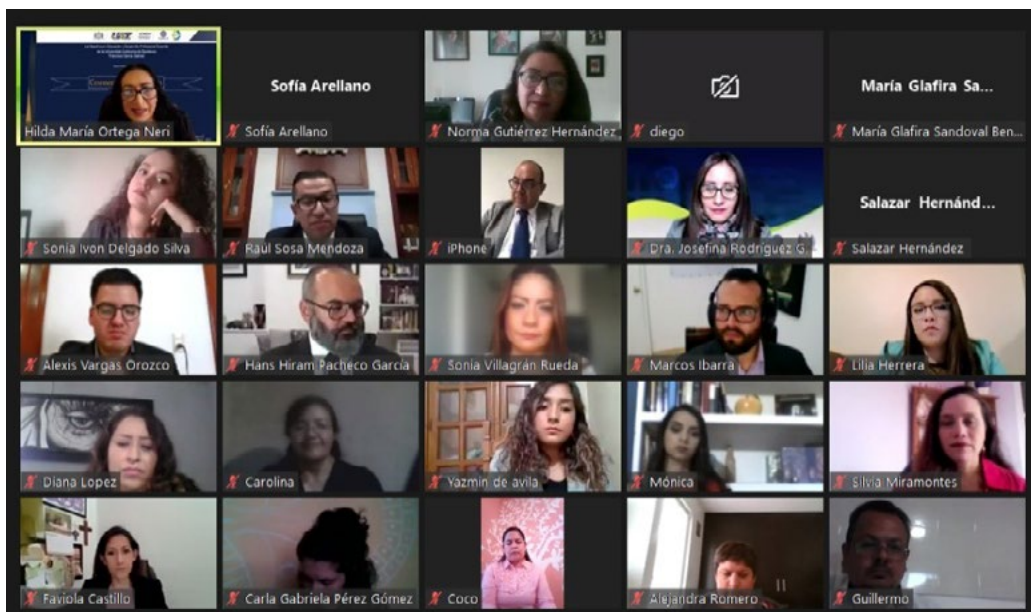 Hilda María Ortega Neri
Sofía Arellano
Sofía Arellano
Norma Gutiérrez Hernández
diego
María Glafira Sa...
María Glafira Sandoval Ben...
Sonia Ivon Delgado Silva
Raúl Sosa Mendoza
iPhone
Dra. Josefina Rodríguez G.
Salazar Hernánd...
Salazar Hernández
Alexis Vargas Orozco
Hans Hiram Pacheco García
Sonia Villagrán Rueda
Marcos Ibarra
Lilia Herrera
Diana Lopez
Carolina
Yazmin de avila
Mónica
Silvia Miramontes
Faviola Castillo
Carla Gabriela Pérez Gómez
Coco
Alejandra Romero
Guillermo